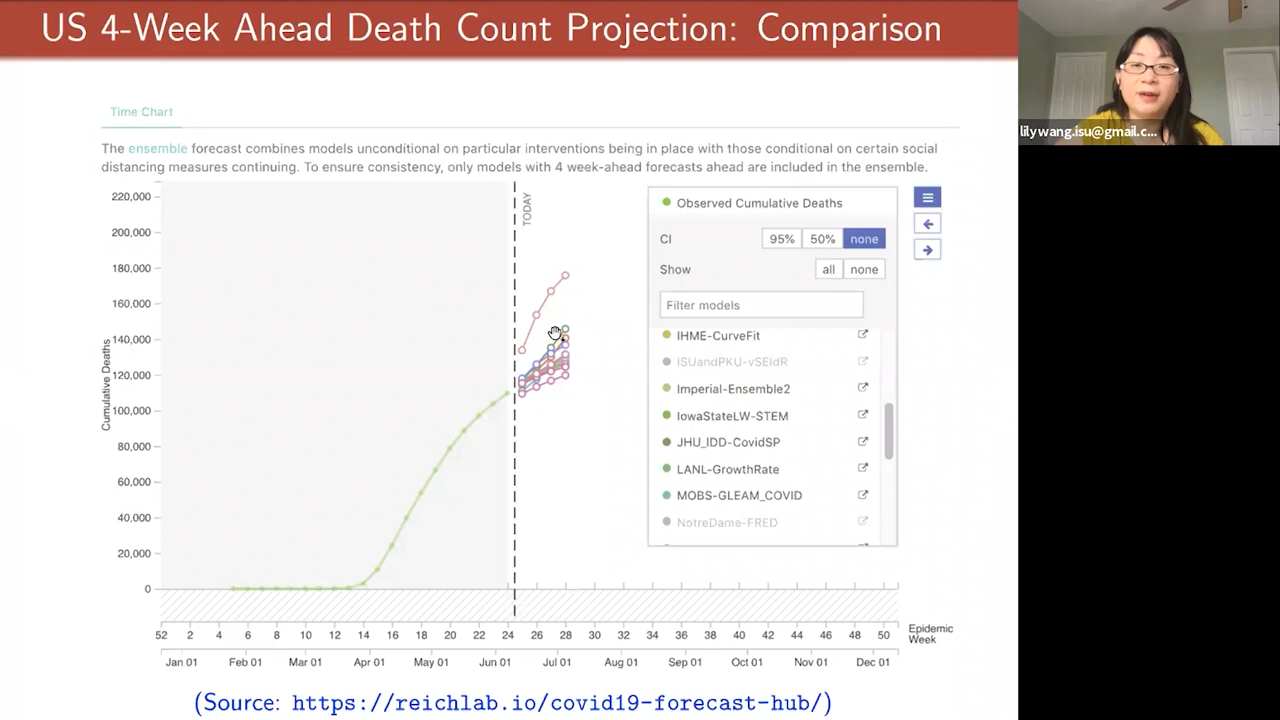 US 4-Week Ahead Death Count Projection: Comparison
lilywang.isu@gmail.c...
Time Chart
The ensemble forecast combines models unconditional on particular interventions being in place with those conditional on certain social
distancing measures continuing. To ensure consistency, only models with 4 week-ahead forecasts ahead are included in the ensemble.
220,000
200,000
180,000
160,000
140,000
120,000
100,000
80,000
60,000
40,000
20,000
0
Cumulative Deaths
TODAY
Observed Cumulative Deaths
CI 95% 50% none
Show all none
Filter models
IHME-CurveFit
ISUandPKU-vSEIdR
Imperial-Ensemble2
IowaStateLW-STEM
JHU_IDD-CovidSP
LANL-GrowthRate
MOBS-GLEAM_COVID
NotreDame-FRED
52 2 4 6 8 10 12 14 16 18 20 22 24 26 28 30 32 34 36 38 40 42 44 46 48 50
Epidemic
Week
Jan 01 Feb 01 Mar 01 Apr 01 May 01 Jun 01 Jul 01 Aug 01 Sep 01 Oct 01 Nov 01 Dec 01
(Source: https://reichlab.io/covid19-forecast-hub/)